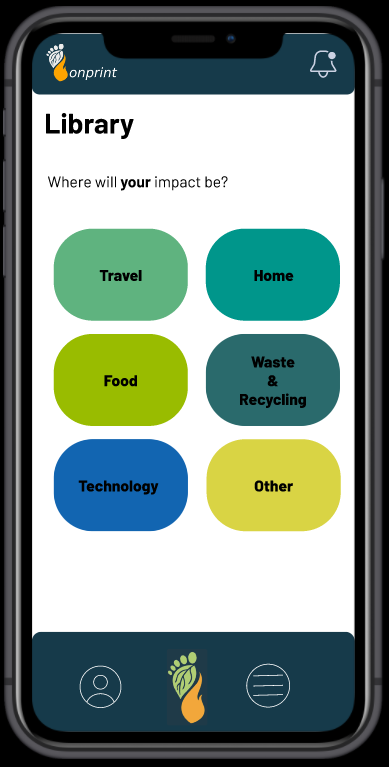 onprint
Library
Where will your impact be?
Travel
Home
Food
Waste
&
Recycling
Technology
Other